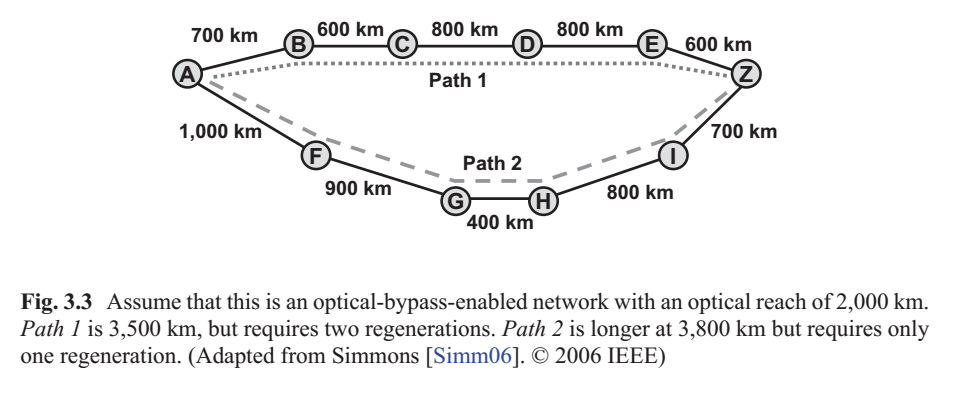 700 km
B
600 km
C
800 km
D
800 km
E
600 km
A
Path 1
Z
1,000 km
700 km
F
Path 2
I
900 km
800 km
G
H
400 km
Fig. 3.3 Assume that this is an optical-bypass-enabled network with an optical reach of 2,000 km.
Path 1 is 3,500 km, but requires two regenerations. Path 2 is longer at 3,800 km but requires only
one regeneration. (Adapted from Simmons [Simm06]. © 2006 IEEE)